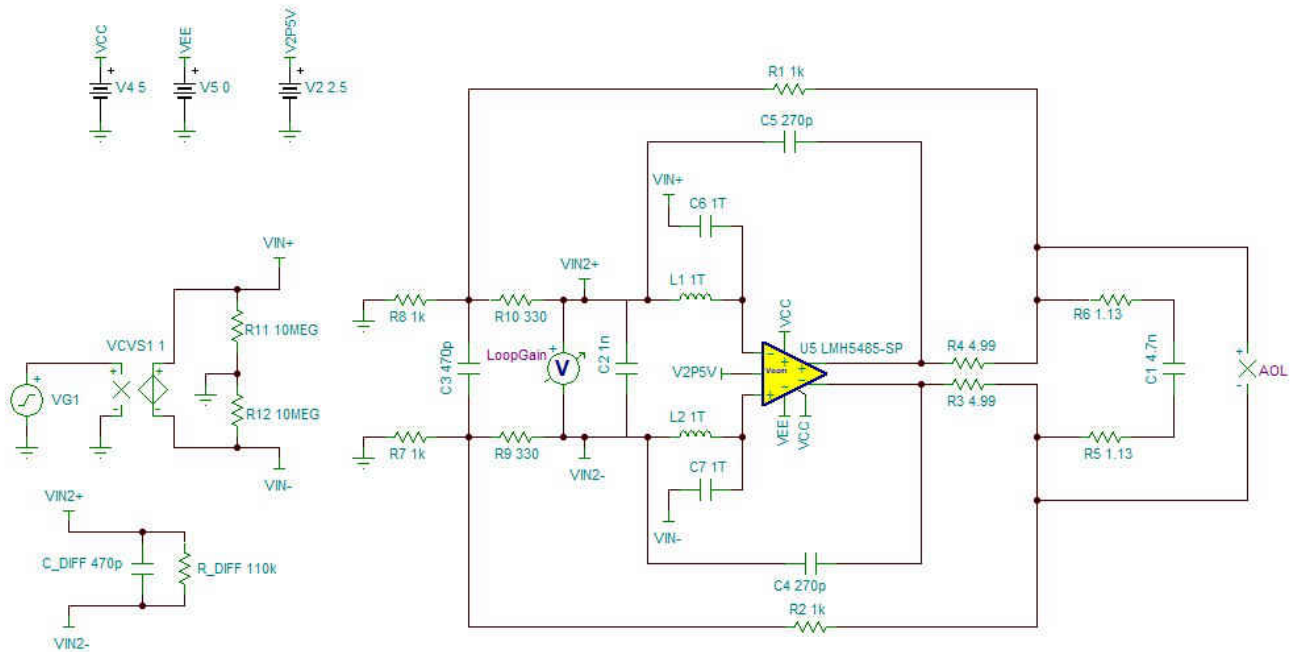 VCC
V4 5
VEE
V5 0
V2P5V
V2 2.5
R1 1k
C5 270p
VIN+
C6 1T
VIN+
VIN2+
L1 1T
R8 1k
R10 330
R11 10MEG
VCVS1 1
LoopGain
V
C3 470p
C2 1n
VCC
U5 LMH5485-SP
Vocm
V2P5V
R4 4.99
R3 4.99
R6 1.13
C1 4.7n
AOL
VG1
R12 10MEG
VIN-
R7 1k
R9 330
VIN2-
L2 1T
VEE
VCC
C7 1T
VIN-
R5 1.13
VIN2+
C_DIFF 470p
R_DIFF 110k
VIN2-
C4 270p
R2 1k